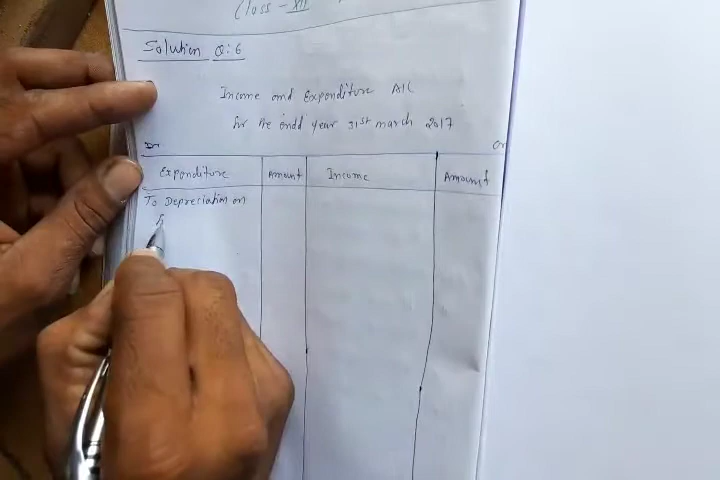 Class - XII
Solution Q:6
Income and Expenditure A/C
for the endd year 31st march 2017
Dr Cr
Expenditure Amount Income Amount
To Depreciation on